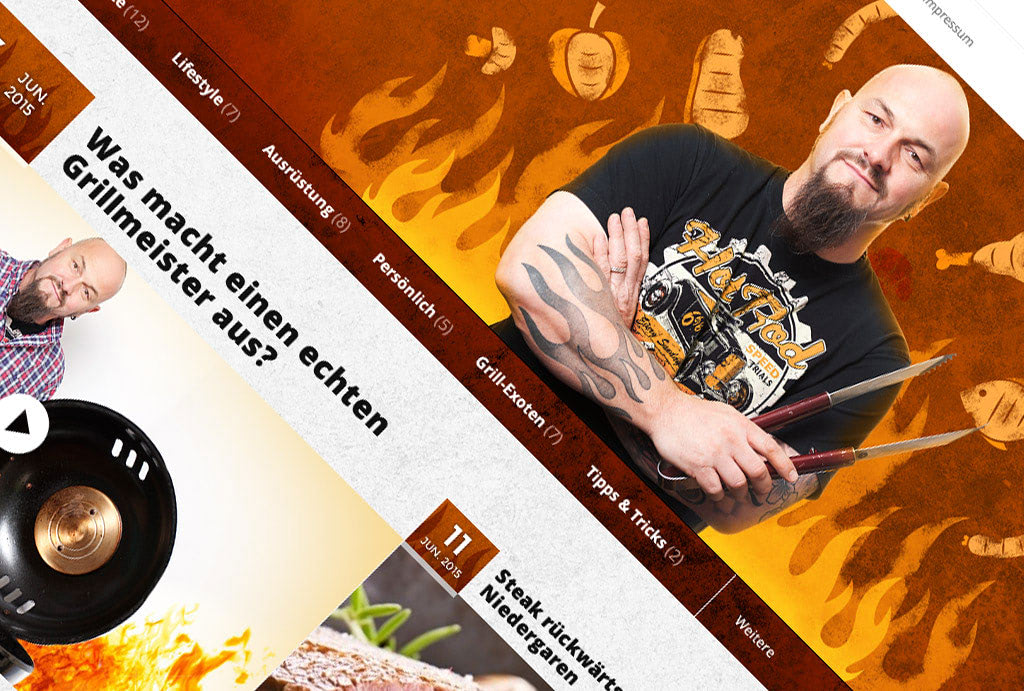 Impressum
(12)
Lifestyle (7)
Ausrüstung (8)
Persönlich (5)
Grill-Exoten (7)
Tipps & Tricks (2)
Weitere
JUN.
2015
Was macht einen echten
Grillmeister aus?
11
JUN. 2015
Steak rückwärts
Niedergaren
Hot Rod
SPEED
TRIALS